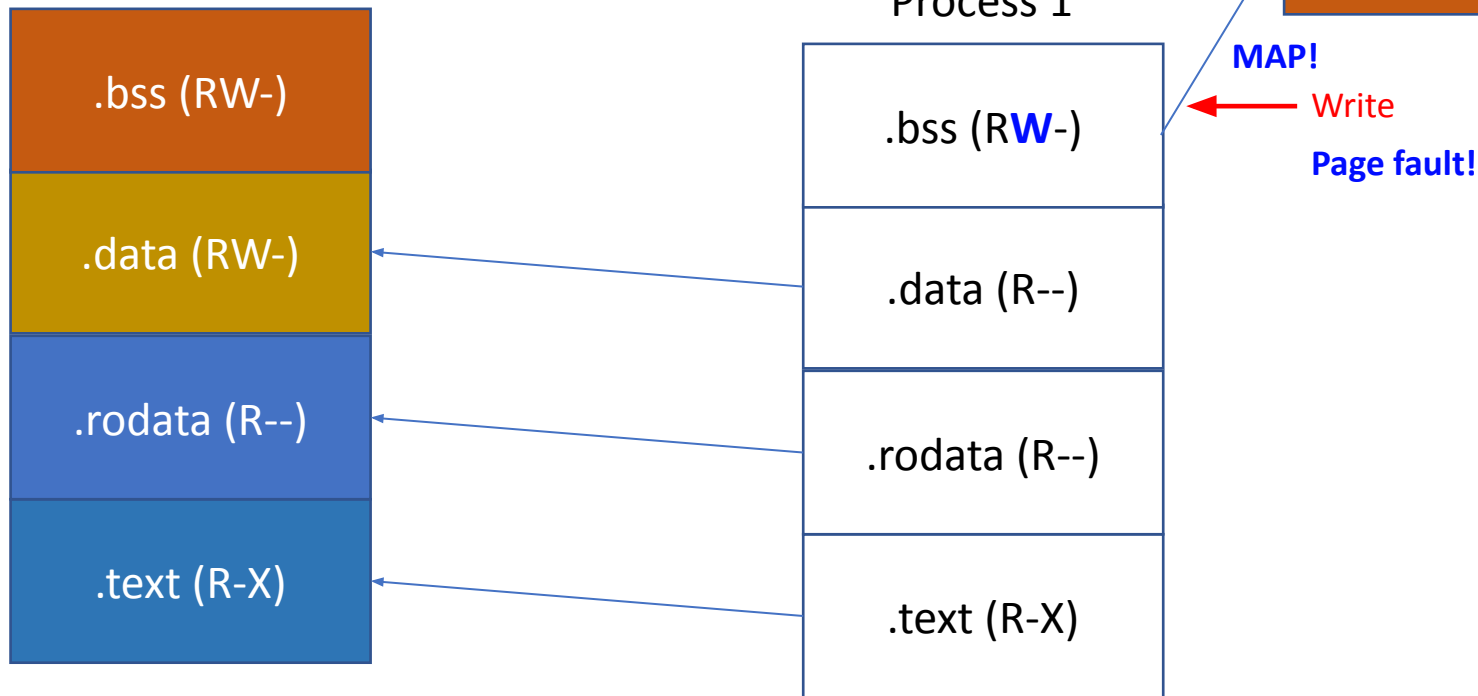 .bss (RW-)
.data (RW-)
.rodata (R--)
.text (R-X)
Process 1
.bss (RW-)
.data (R--)
.rodata (R--)
.text (R-X)
MAP!
Write
Page fault!